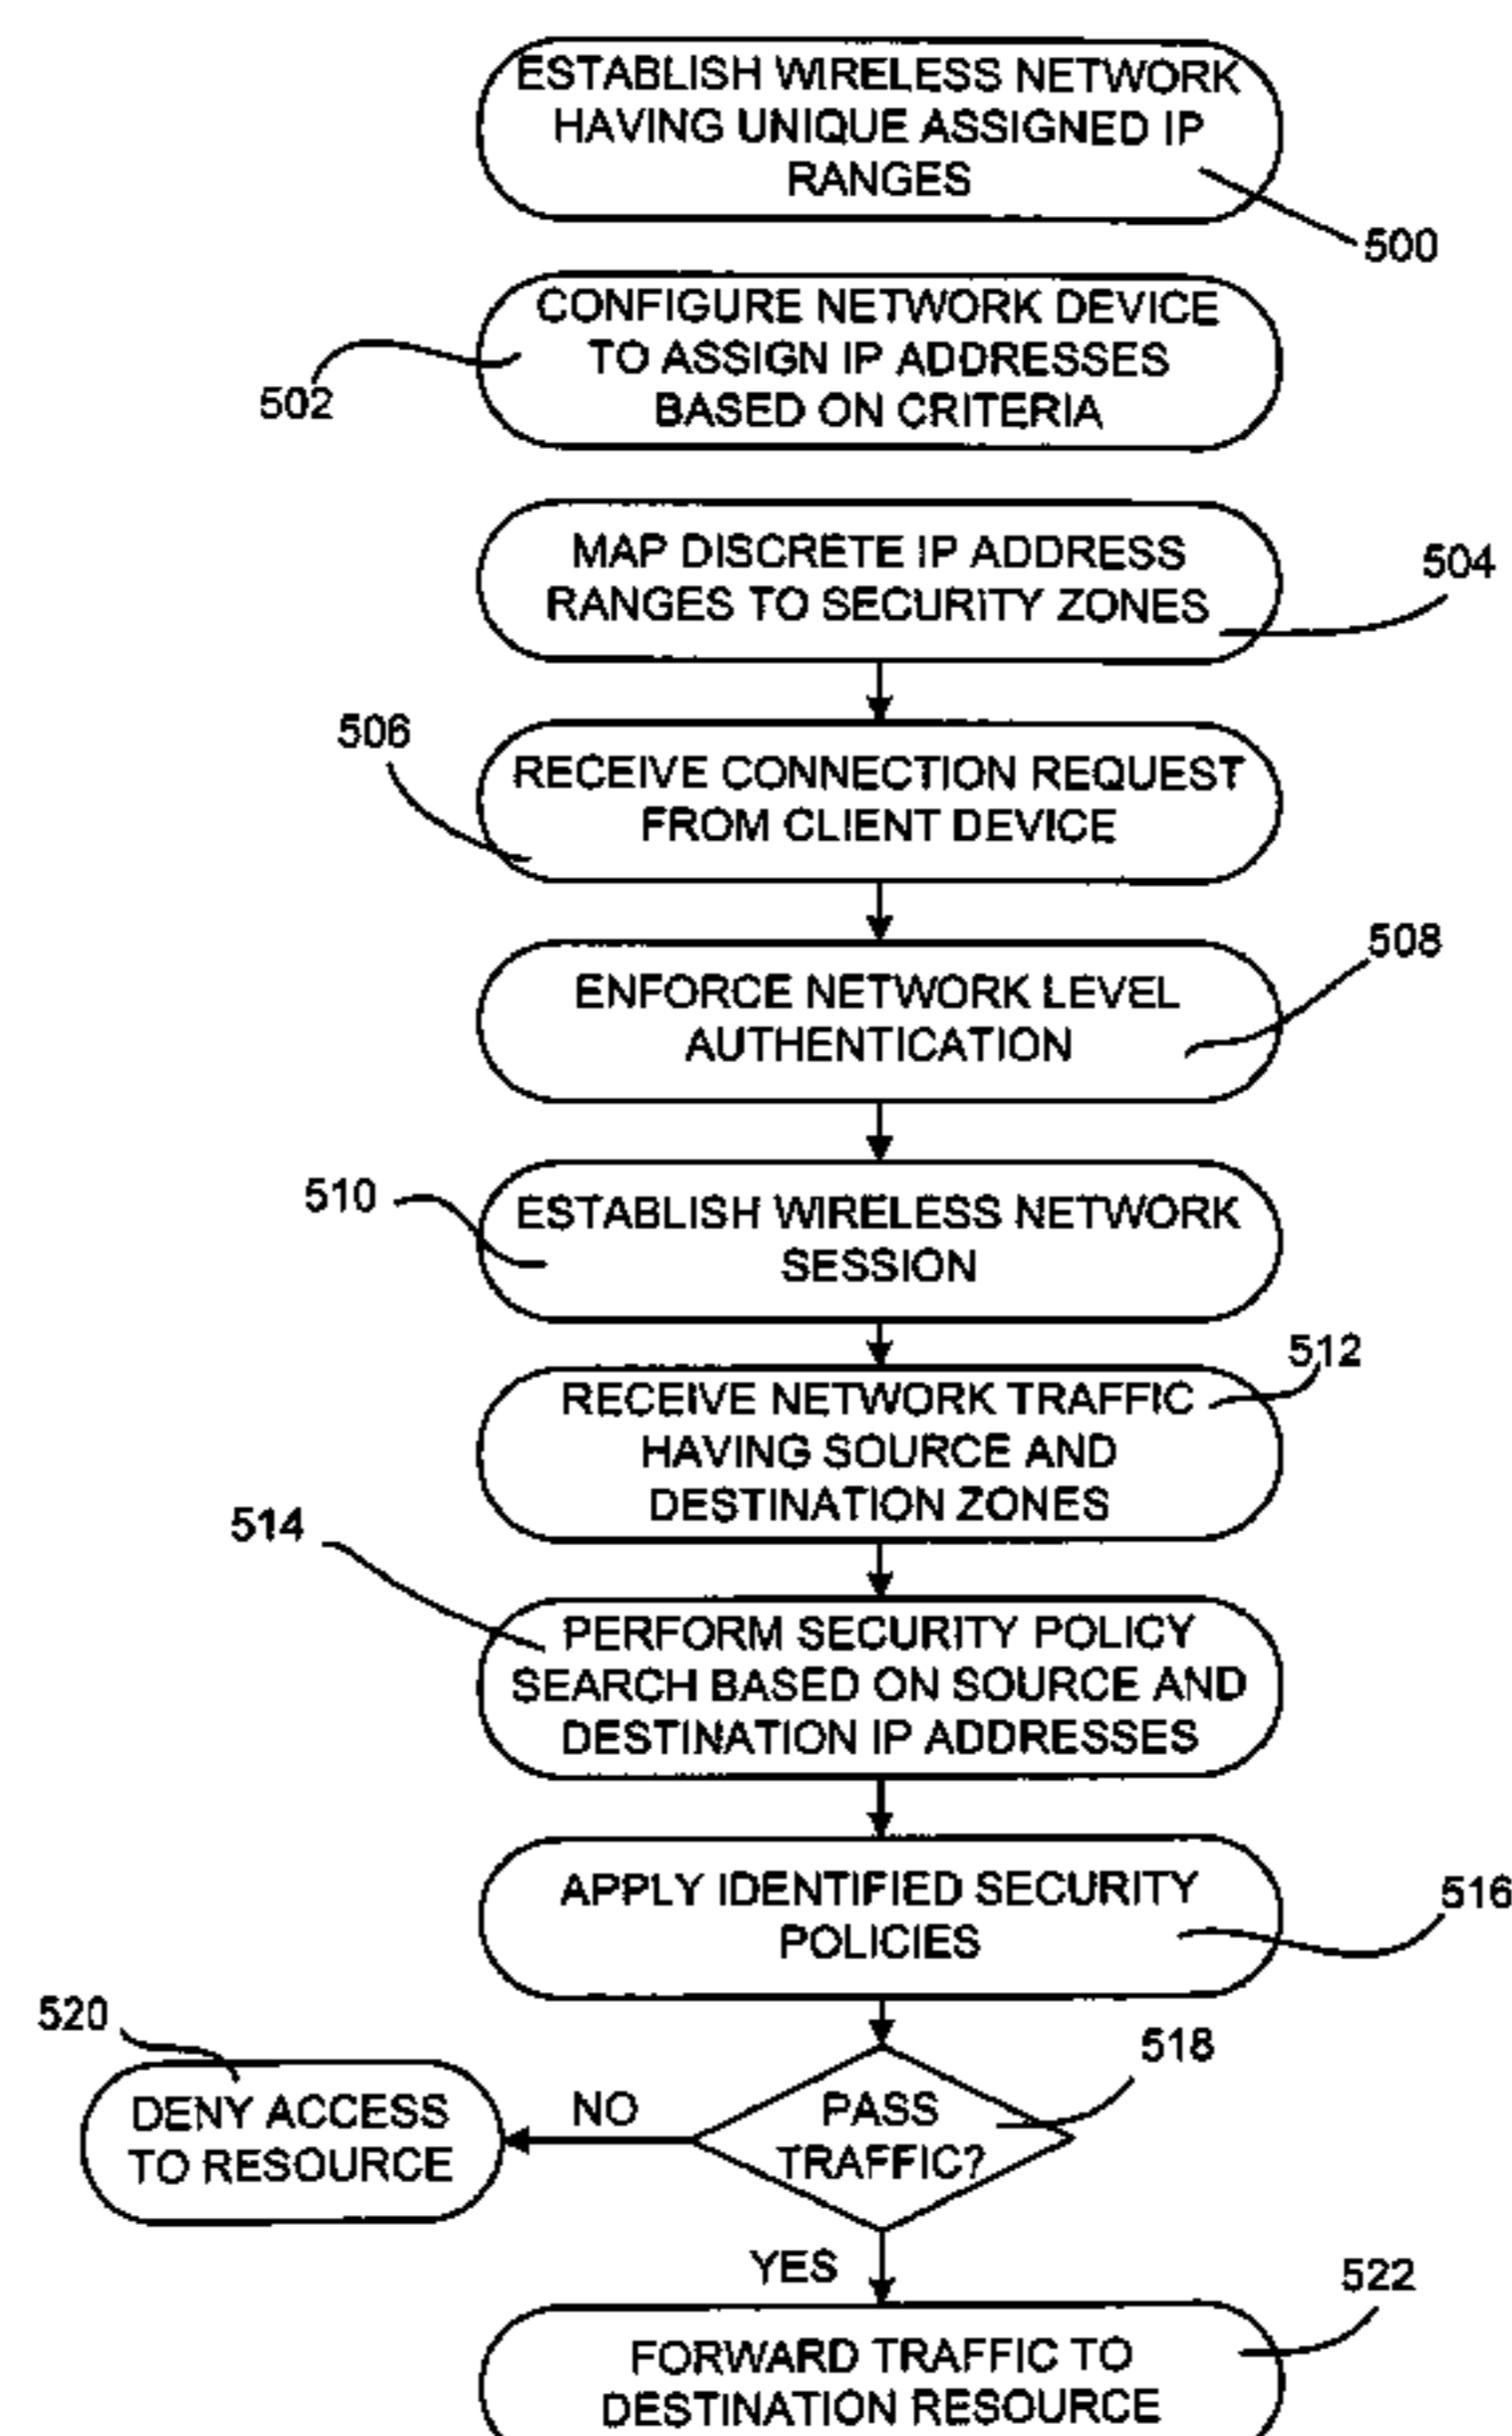 ESTABLISH WIRELESS NETWORK
HAVING UNIQUE ASSIGNED IP
RANGES
500
CONFIGURE NETWORK DEVICE
TO ASSIGN IP ADDRESSES
BASED ON CRITERIA
502
MAP DISCRETE IP ADDRESS
RANGES TO SECURITY ZONES
504
506
RECEIVE CONNECTION REQUEST
FROM CLIENT DEVICE
508
ENFORCE NETWORK LEVEL
AUTHENTICATION
510
ESTABLISH WIRELESS NETWORK
SESSION
512
RECEIVE NETWORK TRAFFIC
HAVING SOURCE AND
DESTINATION ZONES
514
PERFORM SECURITY POLICY
SEARCH BASED ON SOURCE AND
DESTINATION IP ADDRESSES
APPLY IDENTIFIED SECURITY
POLICIES
516
520
518
DENY ACCESS
TO RESOURCE
NO
PASS
TRAFFIC?
YES
522
FORWARD TRAFFIC TO
DESTINATION RESOURCE